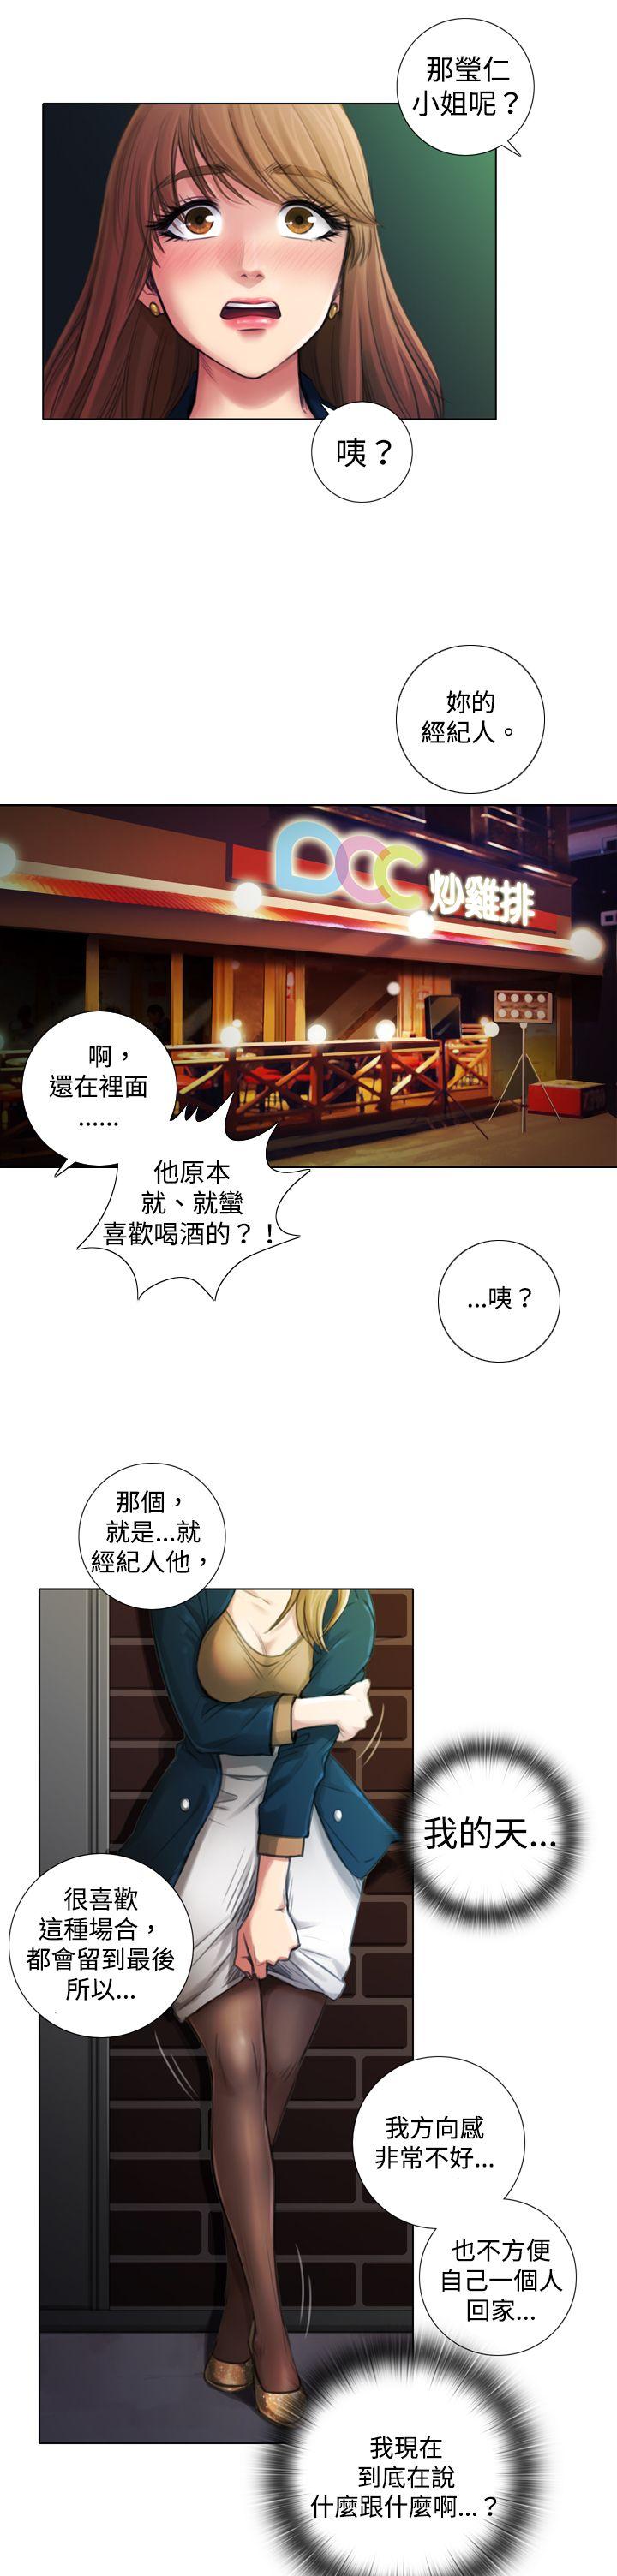 那瑩仁
小姐呢？
咦？
妳的
經紀人。
DCC 炒雞排
啊，
還在裡面
……
他原本
就、就蠻
喜歡喝酒的？！
...咦？
那個，
就是...就
經紀人他，
我的天...
很喜歡
這種場合，
都會留到最後
所以...
我方向感
非常不好...
也不方便
自己一個人
回家...
我現在
到底在說
什麼跟什麼啊...？